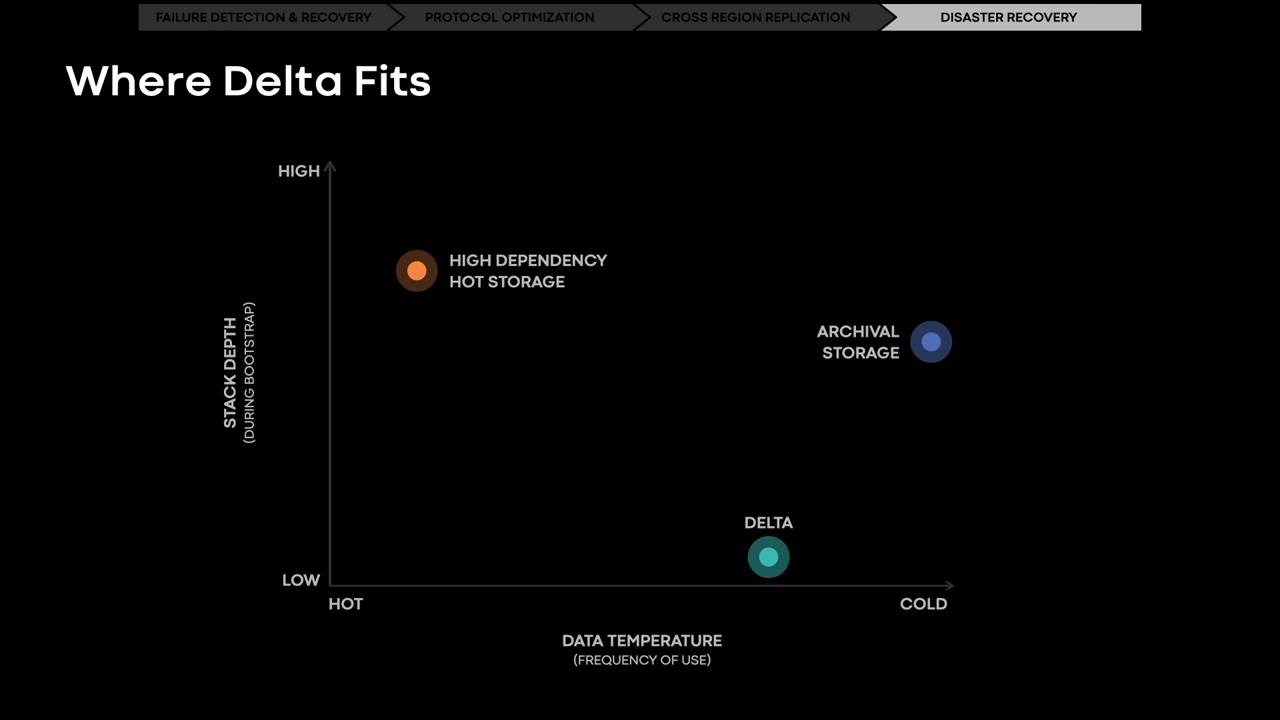 FAILURE DETECTION & RECOVERY
PROTOCOL OPTIMIZATION
CROSS REGION REPLICATION
DISASTER RECOVERY
Where Delta Fits
HIGH
HIGH DEPENDENCY
HOT STORAGE
ARCHIVAL
STORAGE
STACK DEPTH
(DURING BOOTSTRAP)
DELTA
LOW
HOT
COLD
DATA TEMPERATURE
(FREQUENCY OF USE)